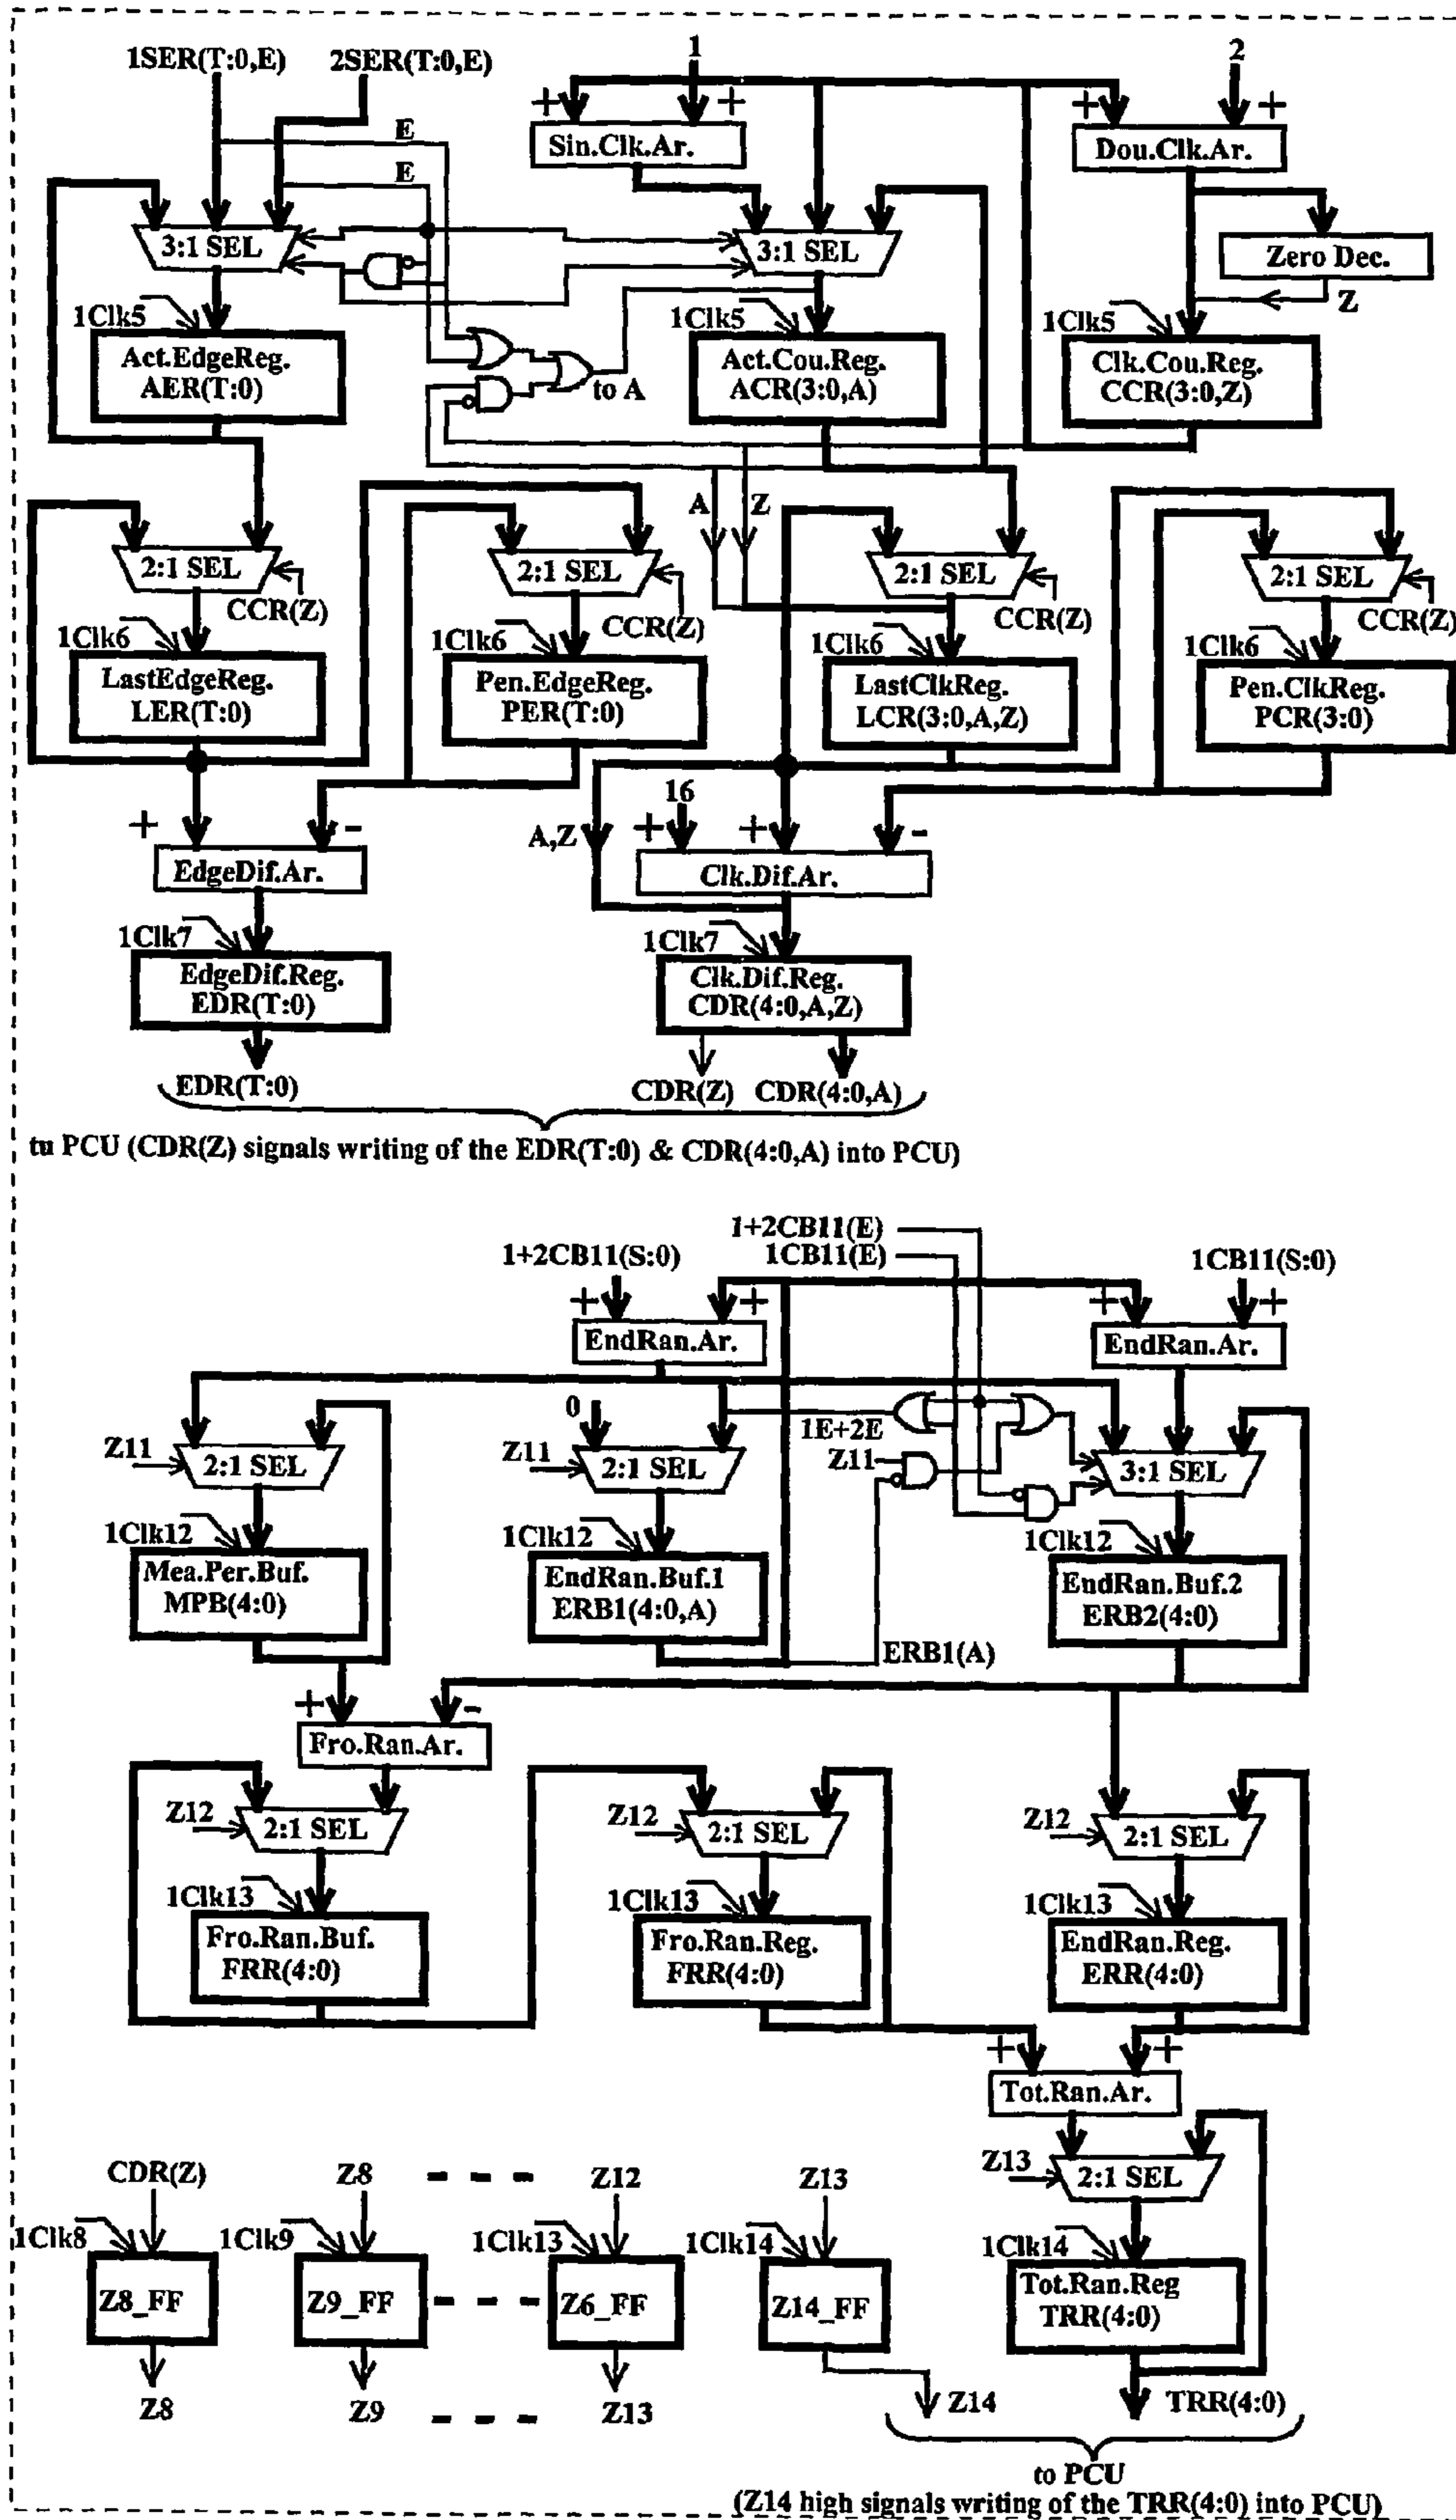 1SER(T:0,E) 2SER(T:0,E) 1 2
+ + + +
E Sin.Clk.Ar. Dou.Clk.Ar.
E
3:1 SEL 3:1 SEL Zero Dec.
Z
1Clk5 1Clk5 1Clk5
Act.EdgeReg. Act.Cou.Reg. Clk.Cou.Reg.
AER(T:0) to A ACR(3:0,A) CCR(3:0,Z)
A Z
2:1 SEL 2:1 SEL 2:1 SEL 2:1 SEL
CCR(Z) CCR(Z) CCR(Z) CCR(Z)
1Clk6 1Clk6 1Clk6 1Clk6
LastEdgeReg. Pen.EdgeReg. LastClkReg. Pen.ClkReg.
LER(T:0) PER(T:0) LCR(3:0,A,Z) PCR(3:0)
16
+ - A,Z + + -
EdgeDif.Ar. Clk.Dif.Ar.
1Clk7 1Clk7
EdgeDif.Reg. Clk.Dif.Reg.
EDR(T:0) CDR(4:0,A,Z)
EDR(T:0) CDR(Z) CDR(4:0,A)
tu PCU (CDR(Z) signals writing of the EDR(T:0) & CDR(4:0,A) into PCU)
1+2CB11(E)
1+2CB11(S:0) 1CB11(E) 1CB11(S:0)
+ + + +
EndRan.Ar. EndRan.Ar.
0 1E+2E
Z11 2:1 SEL Z11 2:1 SEL Z11 3:1 SEL
1Clk12 1Clk12 1Clk12
Mea.Per.Buf. EndRan.Buf.1 EndRan.Buf.2
MPB(4:0) ERB1(4:0,A) ERB2(4:0)
ERB1(A)
+ -
Fro.Ran.Ar.
Z12 2:1 SEL Z12 2:1 SEL Z12 2:1 SEL
1Clk13 1Clk13 1Clk13
Fro.Ran.Buf. Fro.Ran.Reg. EndRan.Reg.
FRR(4:0) FRR(4:0) ERR(4:0)
+ +
Tot.Ran.Ar.
CDR(Z) Z8 - - - Z12 Z13 Z13 2:1 SEL
1Clk8 1Clk9 1Clk13 1Clk14 1Clk14
Z8_FF Z9_FF - - - Z6_FF Z14_FF Tot.Ran.Reg
TRR(4:0)
Z8 Z9 - - - Z13 Z14 TRR(4:0)
to PCU
(Z14 high signals writing of the TRR(4:0) into PCU)